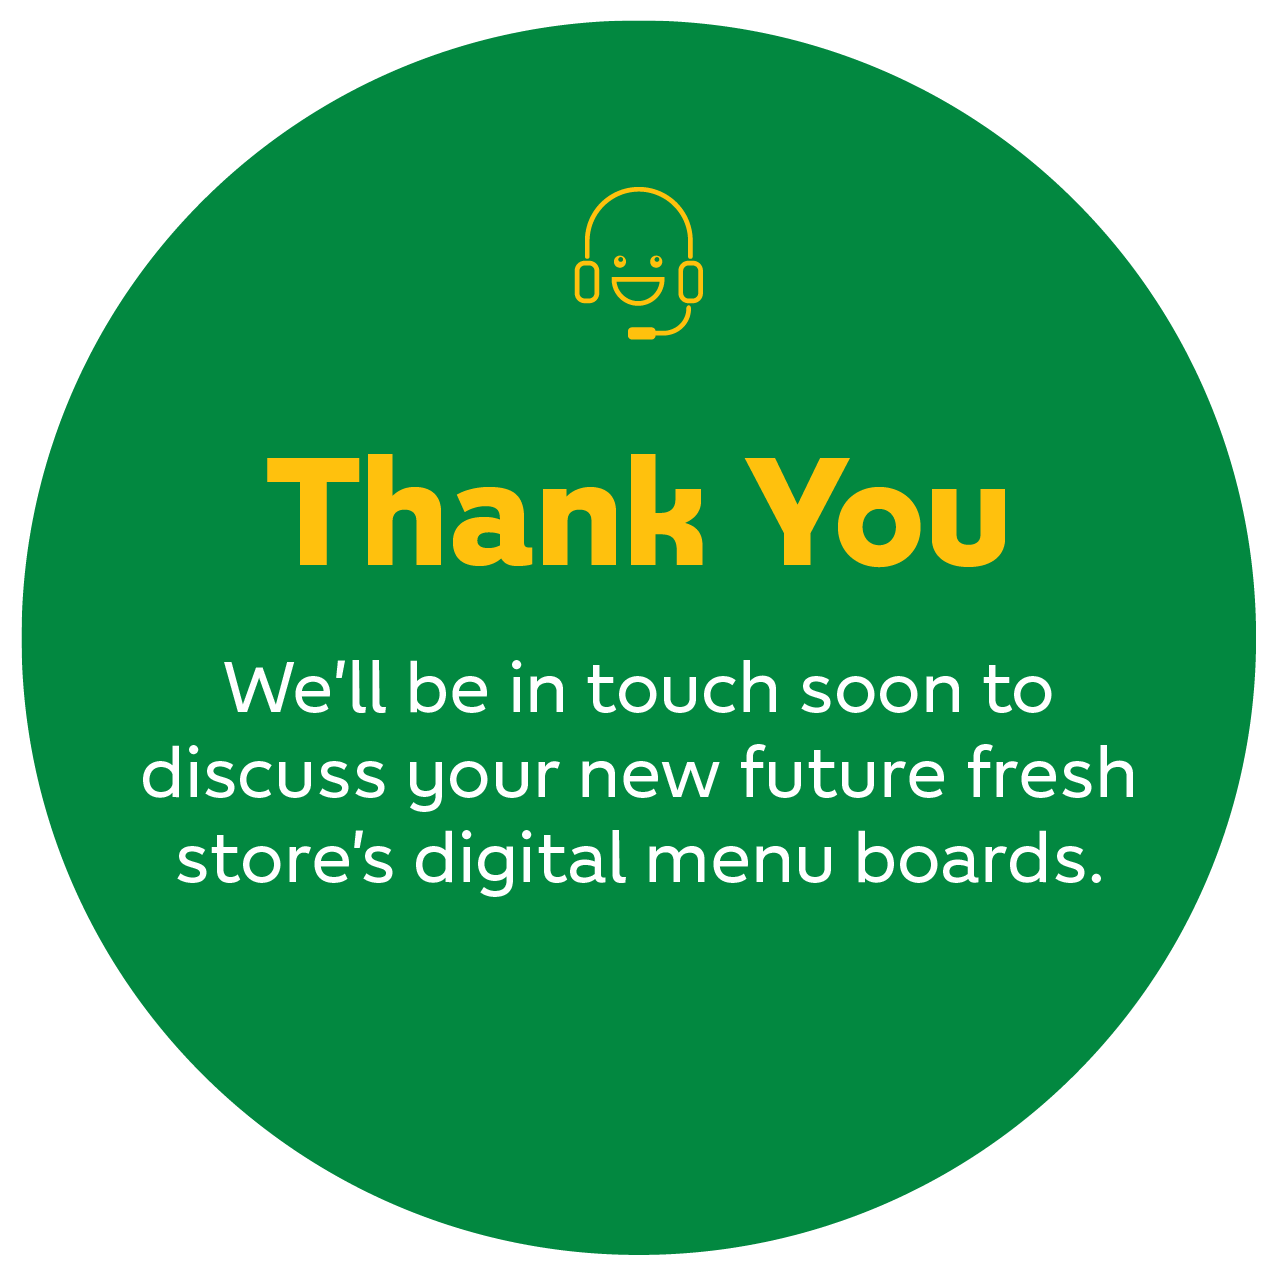 Thank You
We'll be in touch soon to
discuss your new future fresh
store's digital menu boards.